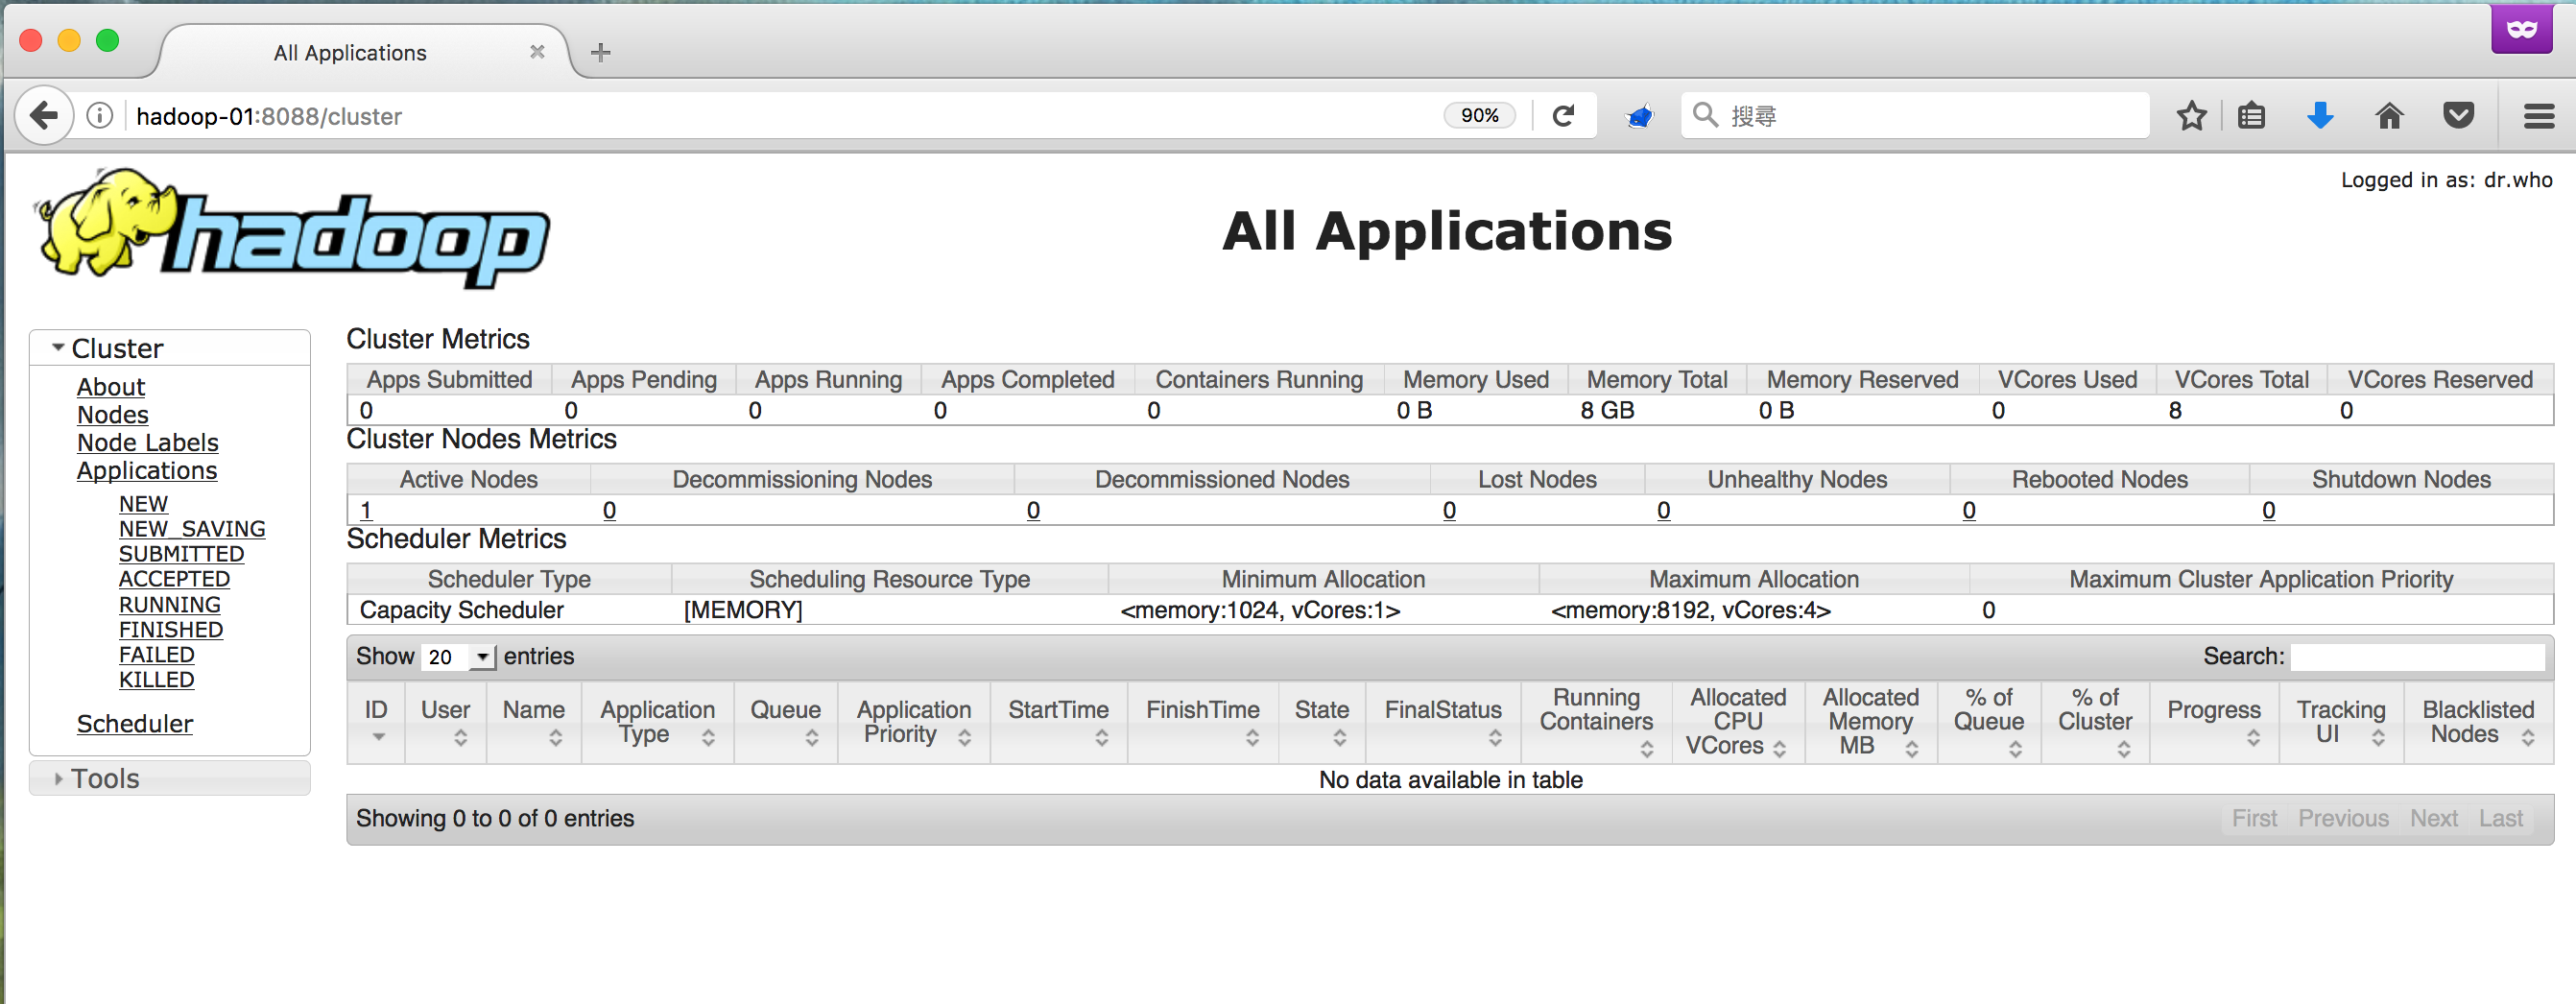 All Applications
hadoop-01:8088/cluster
90%
搜尋
Logged in as: dr.who
hadoop
All Applications
Cluster
About
Nodes
Node Labels
Applications
NEW
NEW_SAVING
SUBMITTED
ACCEPTED
RUNNING
FINISHED
FAILED
KILLED
Scheduler
Tools
Cluster Metrics
Apps Submitted Apps Pending Apps Running Apps Completed Containers Running Memory Used Memory Total Memory Reserved VCores Used VCores Total VCores Reserved
0 0 0 0 0 0 B 8 GB 0 B 0 8 0
Cluster Nodes Metrics
Active Nodes Decommissioning Nodes Decommissioned Nodes Lost Nodes Unhealthy Nodes Rebooted Nodes Shutdown Nodes
1 0 0 0 0 0 0
Scheduler Metrics
Scheduler Type Scheduling Resource Type Minimum Allocation Maximum Allocation Maximum Cluster Application Priority
Capacity Scheduler [MEMORY] <memory:1024, vCores:1> <memory:8192, vCores:4> 0
Show 20 entries Search:
ID User Name Application Type Queue Application Priority StartTime FinishTime State FinalStatus Running Containers Allocated CPU VCores Allocated Memory MB % of Queue % of Cluster Progress Tracking UI Blacklisted Nodes
No data available in table
Showing 0 to 0 of 0 entries First Previous Next Last